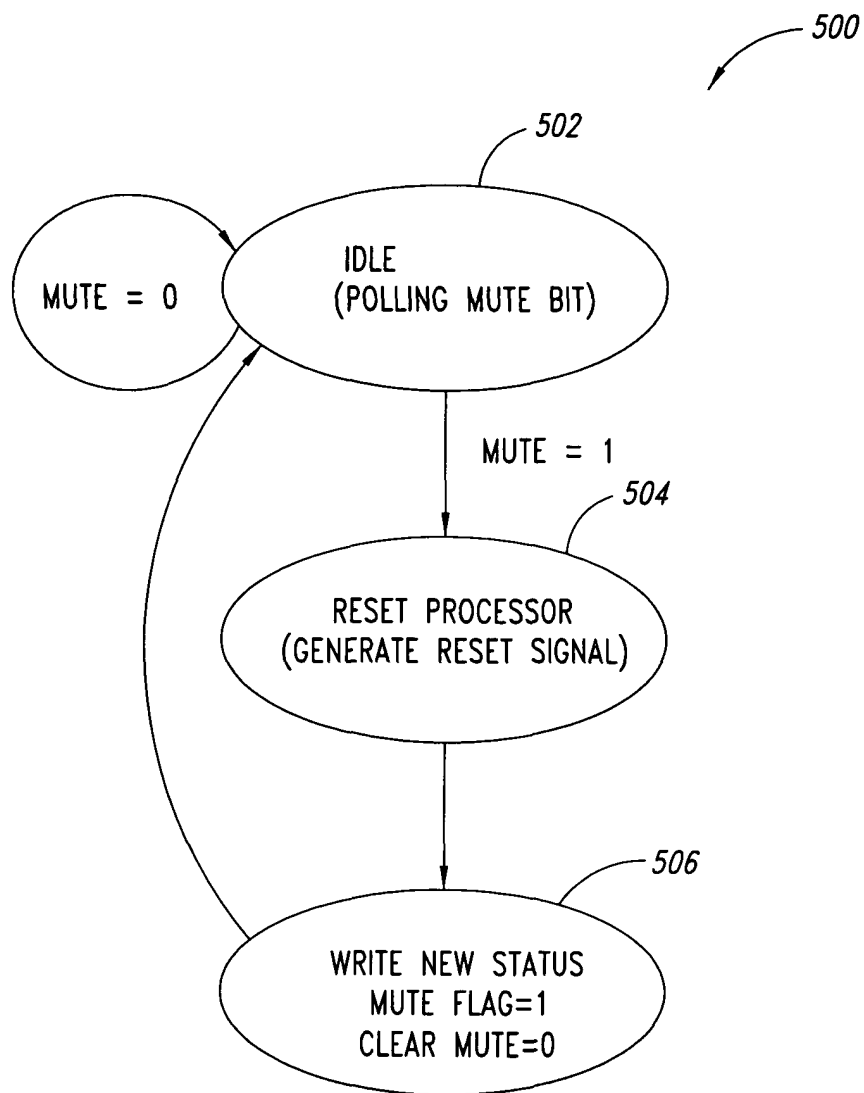 500
502
IDLE
(POLLING MUTE BIT)
MUTE = 0
MUTE = 1
504
RESET PROCESSOR
(GENERATE RESET SIGNAL)
506
WRITE NEW STATUS
MUTE FLAG=1
CLEAR MUTE=0